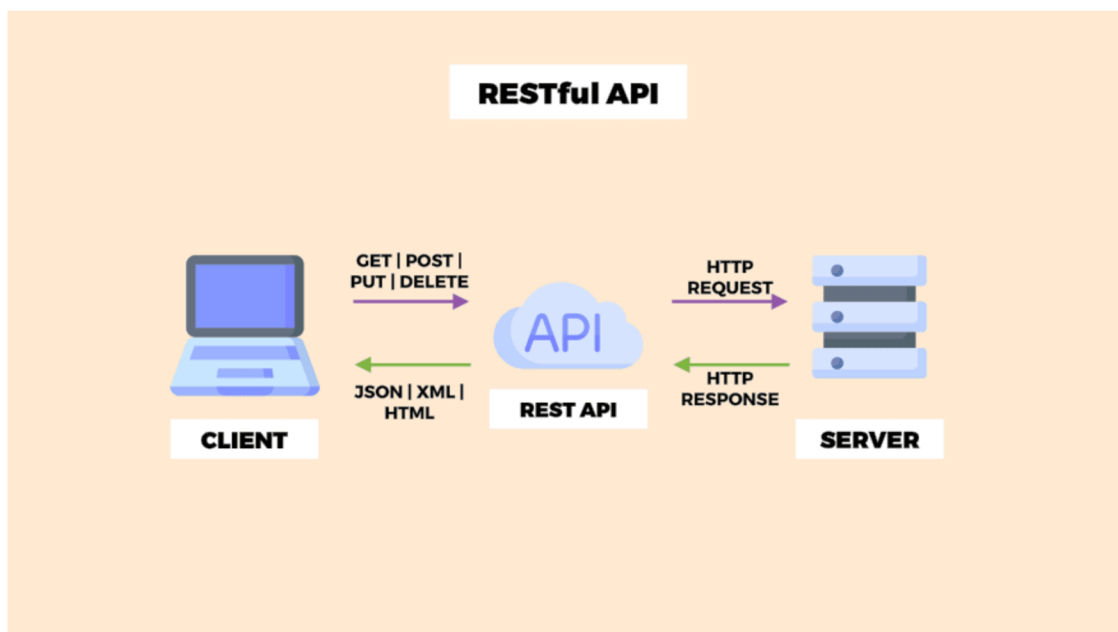 RESTful API
GET | POST |
PUT | DELETE
HTTP
REQUEST
API
JSON | XML |
HTML
HTTP
RESPONSE
REST API
CLIENT
SERVER